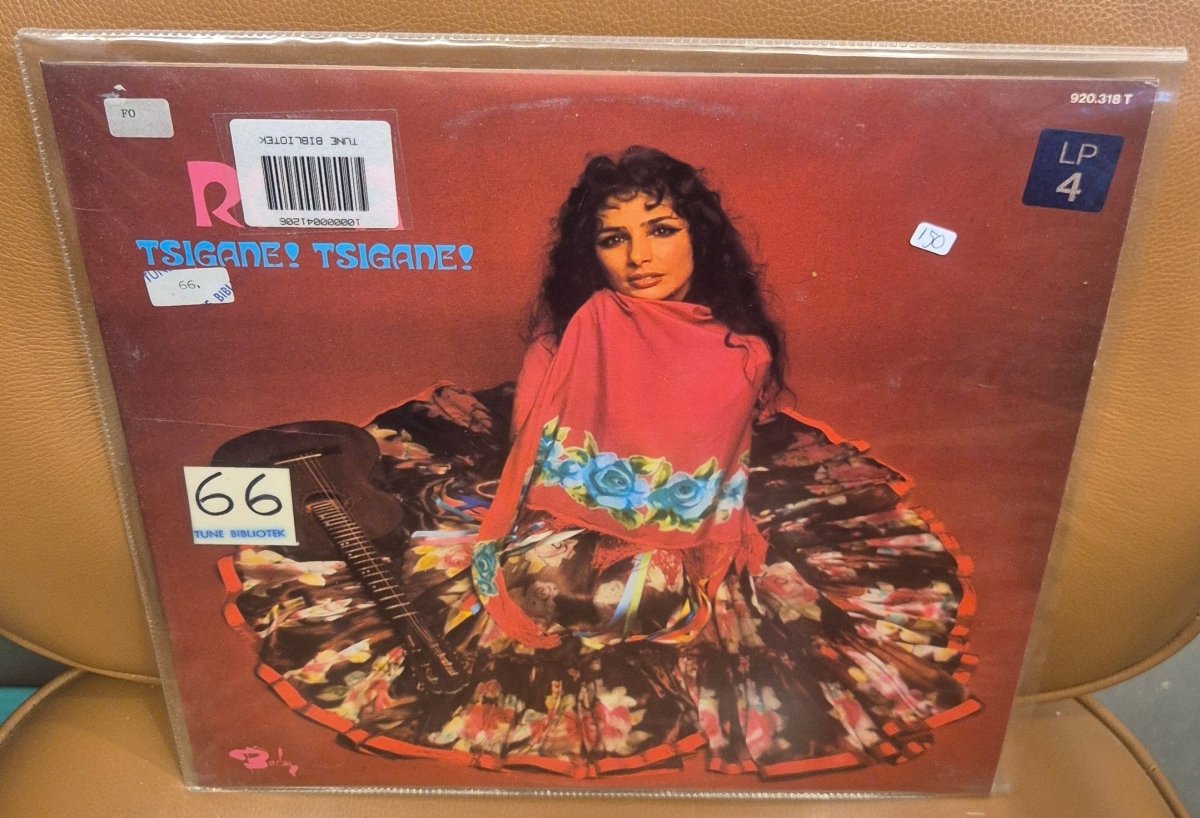 920.318 T
FO
LP
4
TUNE BIBLIOTEK
1000000041206
R
150
TSIGANE! TSIGANE!
66.
66
TUNE BIBLIOTEK
Barclay